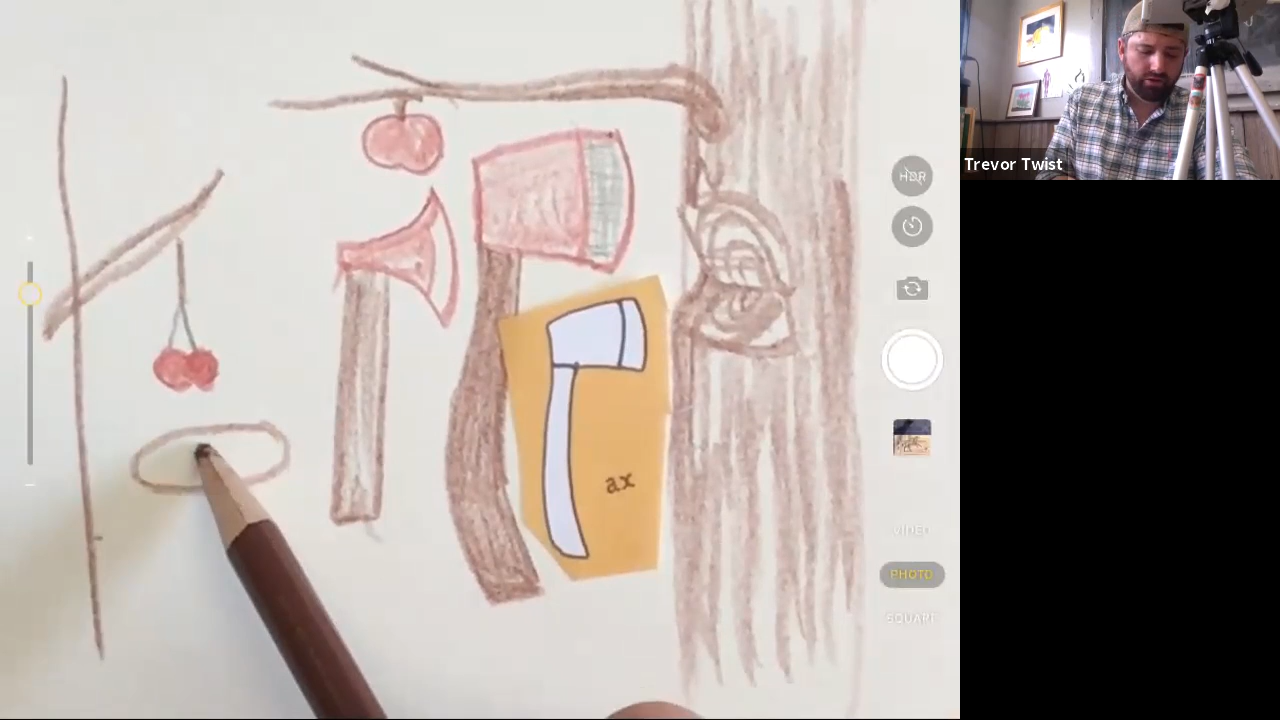 Trevor Twist
HDR
ax
VIDEO
PHOTO
SQUARE